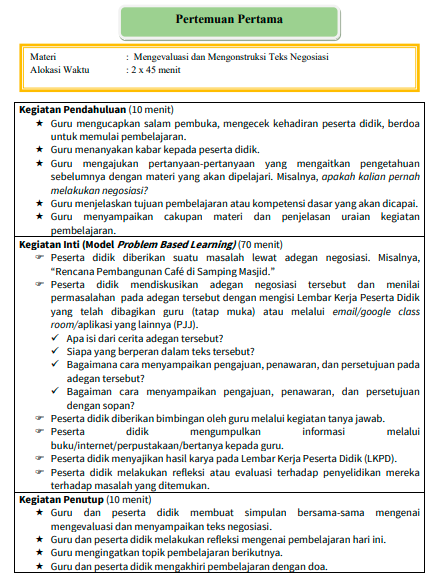 Pertemuan Pertama
Materi : Mengevaluasi dan Mengonstruksi Teks Negosiasi
Alokasi Waktu : 2 x 45 menit
Kegiatan Pendahuluan (10 menit)
★ Guru mengucapkan salam pembuka, mengecek kehadiran peserta didik, berdoa
untuk memulai pembelajaran.
★ Guru menanyakan kabar kepada peserta didik.
★ Guru mengajukan pertanyaan-pertanyaan yang mengaitkan pengetahuan
sebelumnya dengan materi yang akan dipelajari. Misalnya, apakah kalian pernah
melakukan negosiasi?
★ Guru menjelaskan tujuan pembelajaran atau kompetensi dasar yang akan dicapai.
★ Guru menyampaikan cakupan materi dan penjelasan uraian kegiatan
pembelajaran.
Kegiatan Inti (Model Problem Based Learning) (70 menit)
☞ Peserta didik diberikan suatu masalah lewat adegan negosiasi. Misalnya,
“Rencana Pembangunan Café di Samping Masjid.”
☞ Peserta didik mendiskusikan adegan negosiasi tersebut dan menilai
permasalahan pada adegan tersebut dengan mengisi Lembar Kerja Peserta Didik
yang telah dibagikan guru (tatap muka) atau melalui email/google class
room/aplikasi yang lainnya (PJJ).
✓ Apa isi dari cerita adegan tersebut?
✓ Siapa yang berperan dalam teks tersebut?
✓ Bagaimana cara menyampaikan pengajuan, penawaran, dan persetujuan pada
adegan tersebut?
✓ Bagaiman cara menyampaikan pengajuan, penawaran, dan persetujuan
dengan sopan?
☞ Peserta didik diberikan bimbingan oleh guru melalui kegiatan tanya jawab.
☞ Peserta didik mengumpulkan informasi melalui
buku/internet/perpustakaan/bertanya kepada guru.
☞ Peserta didik menyajikan hasil karya pada Lembar Kerja Peserta Didik (LKPD).
☞ Peserta didik melakukan refleksi atau evaluasi terhadap penyelidikan mereka
terhadap masalah yang ditemukan.
Kegiatan Penutup (10 menit)
★ Guru dan peserta didik membuat simpulan bersama-sama mengenai
mengevaluasi dan menyampaikan teks negosiasi.
★ Guru dan peserta didik melakukan refleksi mengenai pembelajaran hari ini.
★ Guru mengingatkan topik pembelajaran berikutnya.
★ Guru dan peserta didik mengakhiri pembelajaran dengan doa.